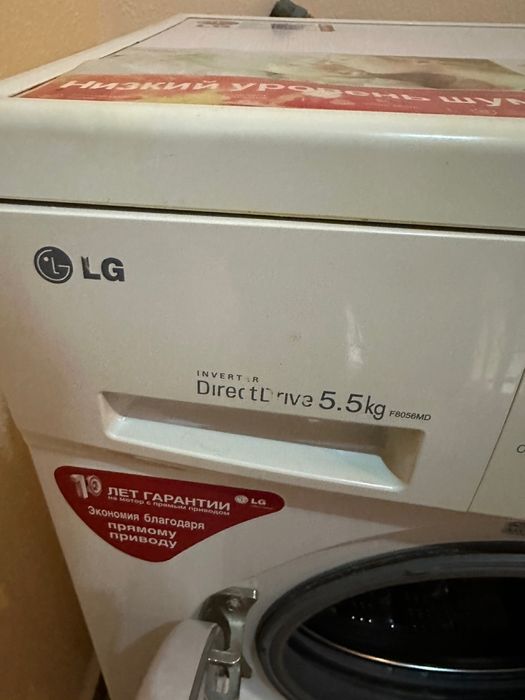 Низкий уровень шум
LG
INVERTER
DirectDrive 5.5kg F8056MD
10 ЛЕТ ГАРАНТИИ
на мотор с прямым приводом
LG
Экономия благодаря
прямому
приводу